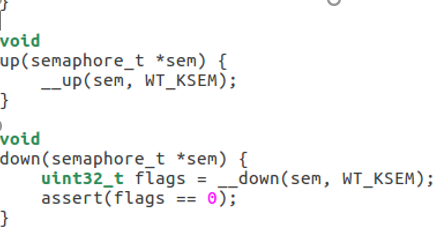 }
void
up(semaphore_t *sem) {
    __up(sem, WT_KSEM);
}
void
down(semaphore_t *sem) {
    uint32_t flags = __down(sem, WT_KSEM);
    assert(flags == 0);
}